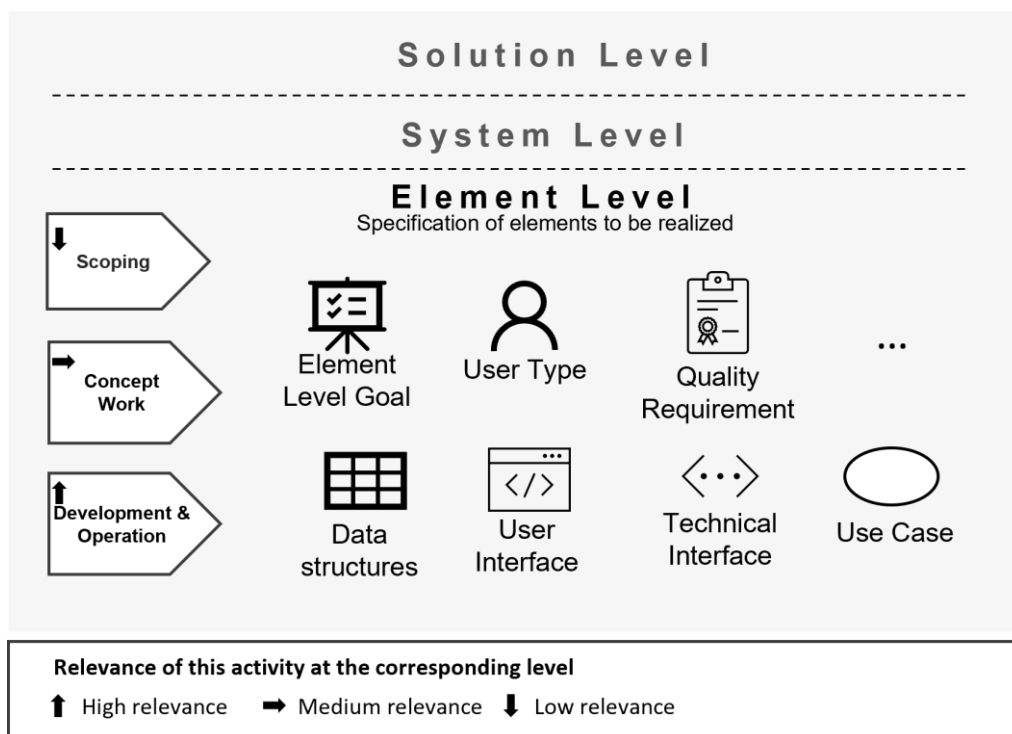 Solution Level
System Level
Element Level
Specification of elements to be realized
Scoping
Concept
Work
Development &
Operation
Element
Level Goal
User Type
Quality
Requirement
...
Data
structures
</>
User
Interface
<···>
Technical
Interface
Use Case
Relevance of this activity at the corresponding level
High relevance
Medium relevance
Low relevance